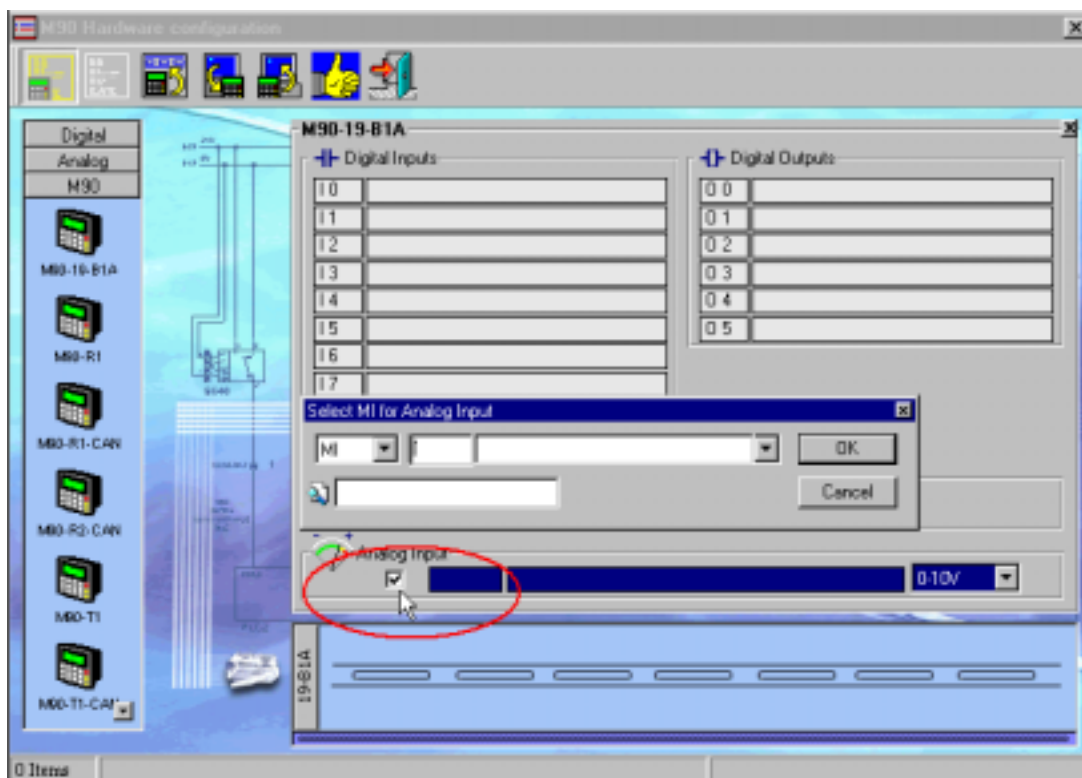 M90 Hardware configuration
Digital
Analog
M90
M90-19-B1A
M90-R1
M90-R1-CAN
M90-R2-CAN
M90-T1
M90-T1-CAN
M90-19-B1A
Digital Inputs
I 0
I 1
I 2
I 3
I 4
I 5
I 6
I 7
Digital Outputs
O 0
O 1
O 2
O 3
O 4
O 5
Select MI for Analog Input
MI
OK
Cancel
Analog Input
0-10V
19-B1A
0 Items